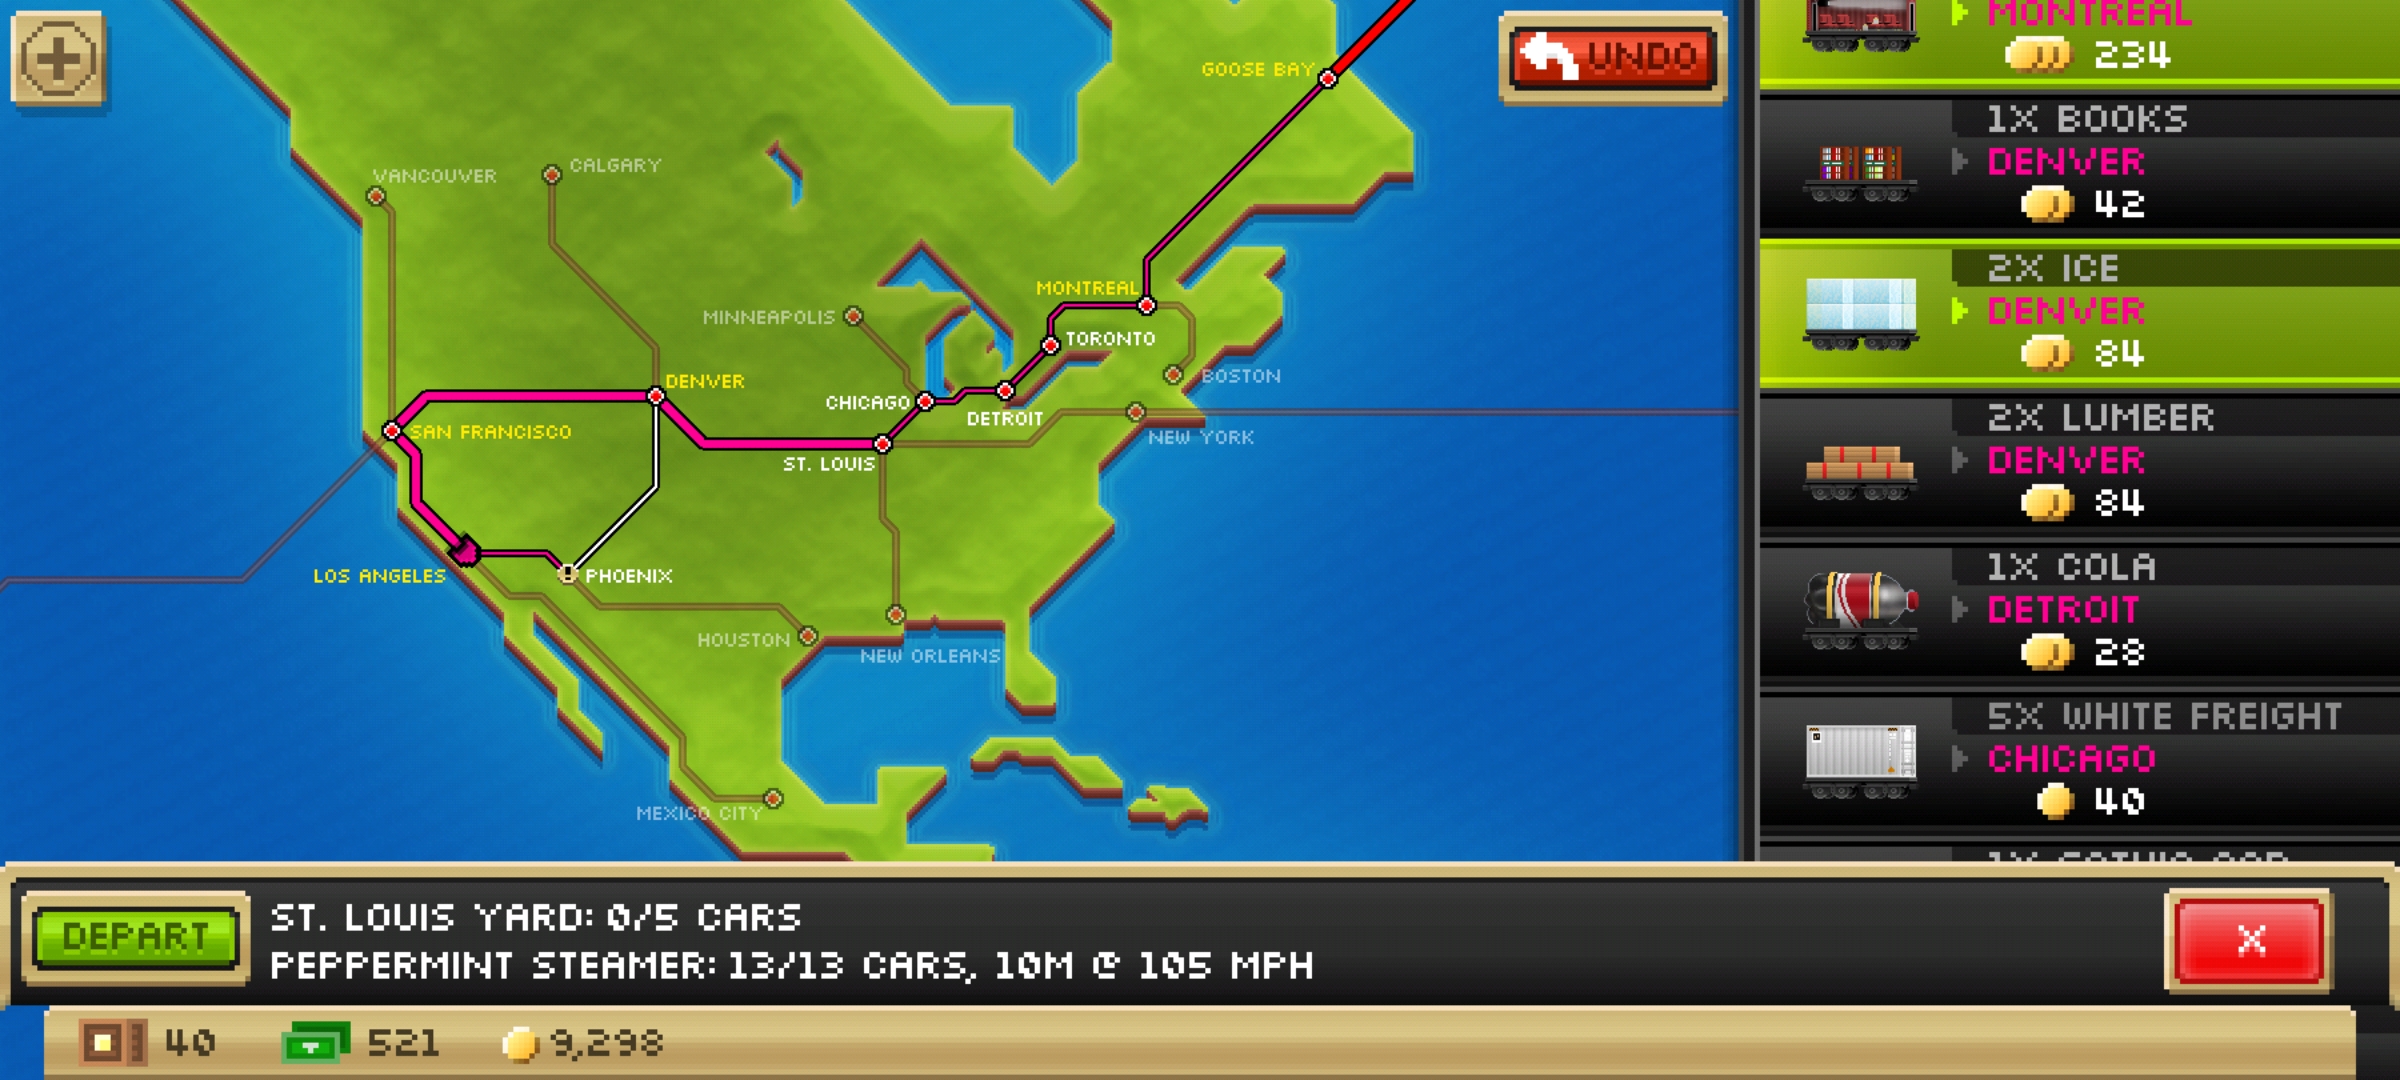 GOOSE BAY
UNDO
VANCOUVER
CALGARY
MINNEAPOLIS
MONTREAL
TORONTO
BOSTON
DENVER
CHICAGO
DETROIT
NEW YORK
SAN FRANCISCO
ST. LOUIS
LOS ANGELES
PHOENIX
HOUSTON
NEW ORLEANS
MEXICO CITY
MONTREAL
234
1X BOOKS
DENVER
42
2X ICE
DENVER
84
2X LUMBER
DENVER
84
1X COLA
DETROIT
28
5X WHITE FREIGHT
CHICAGO
40
DEPART
ST. LOUIS YARD: 0/5 CARS
PEPPERMINT STEAMER: 13/13 CARS, 10M @ 105 MPH
X
40 521 9,298